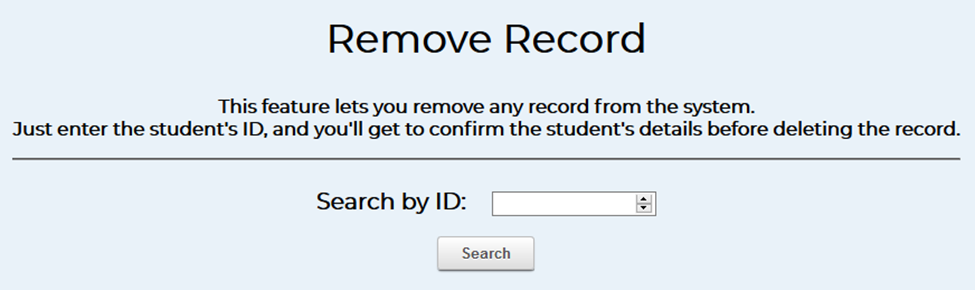 Remove Record
This feature lets you remove any record from the system.
Just enter the student's ID, and you'll get to confirm the student's details before deleting the record.
Search by ID:
Search